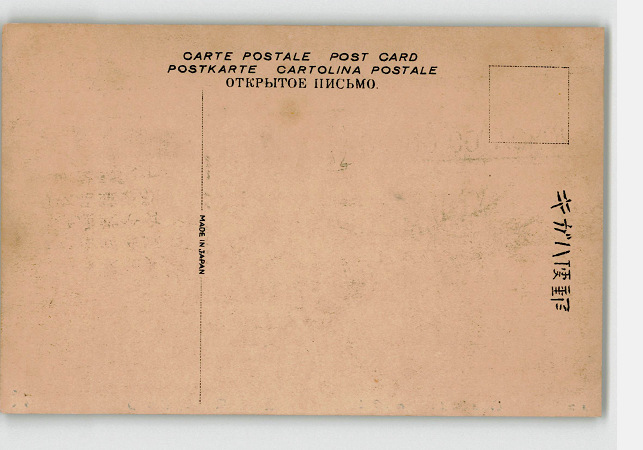 CARTE POSTALE POST CARD
POSTKARTE CARTOLINA POSTALE
ОТКРЫТОЕ ПИСЬМО.
MADE IN JAPAN
郵便ハガキ